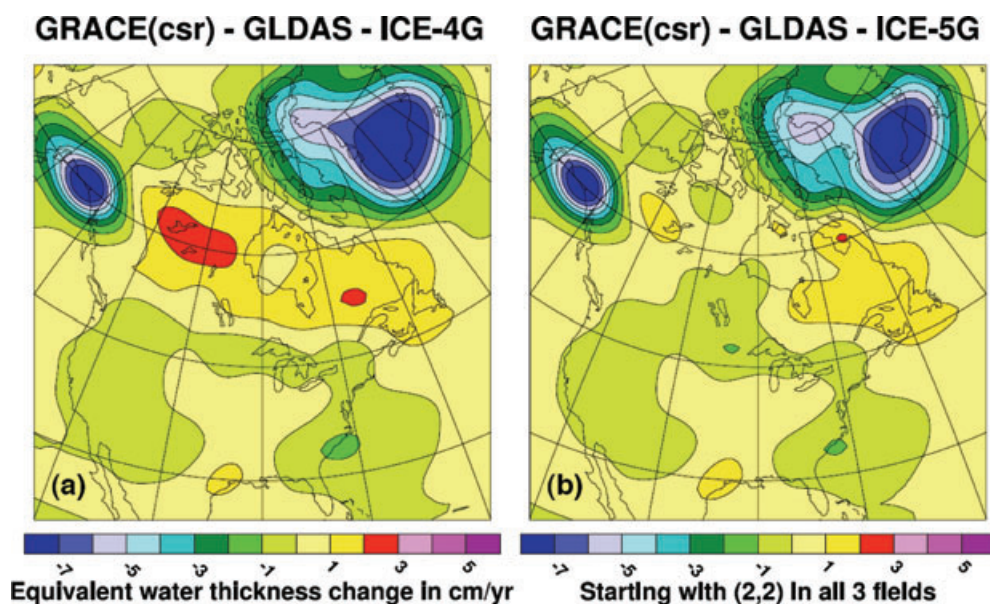 GRACE(csr) - GLDAS - ICE-4G
GRACE(csr) - GLDAS - ICE-5G
(a)
(b)
-7 -5 -3 -1 1 3 5
-7 -5 -3 -1 1 3 5
Equivalent water thickness change in cm/yr
Starting with (2,2) in all 3 fields